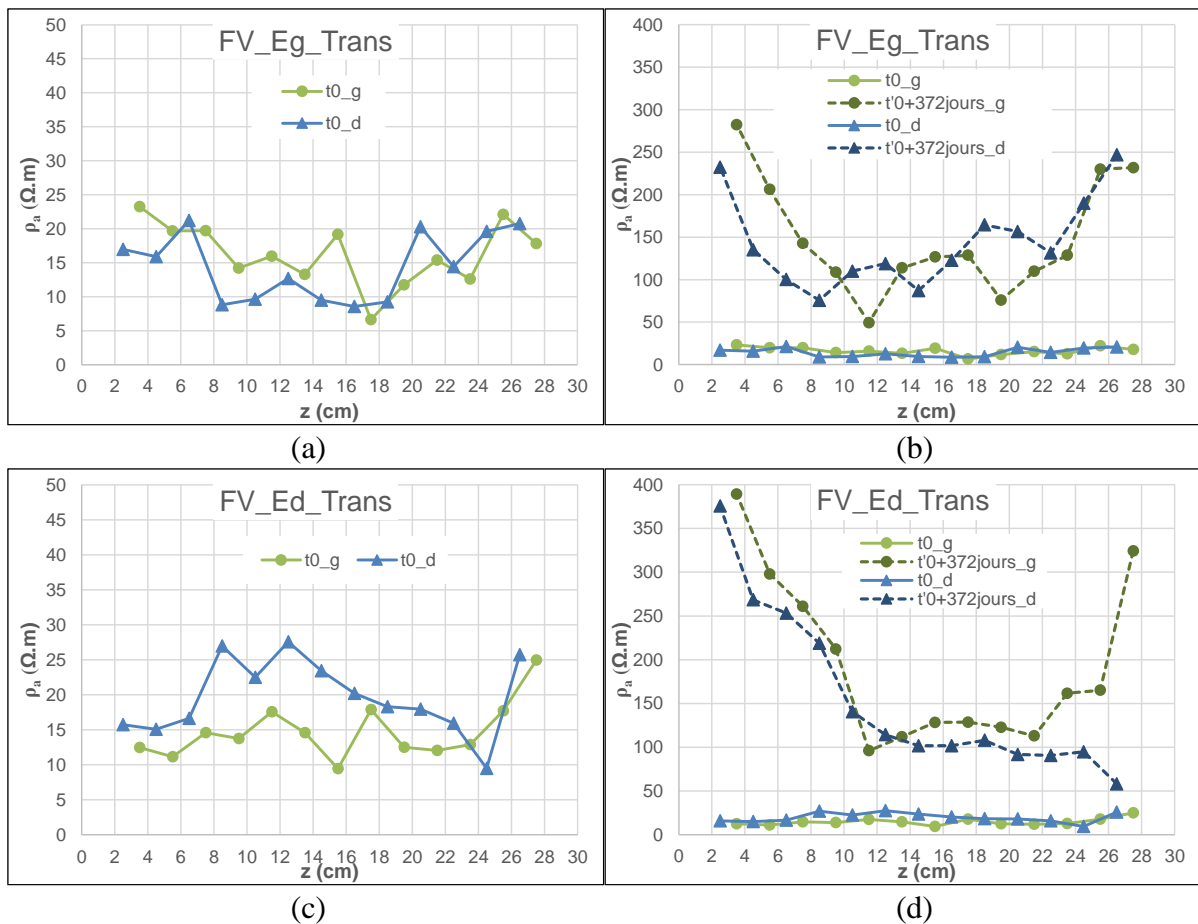 FV_Eg_Trans
t0_g
t0_d
50
45
40
35
30
25
20
15
10
5
0
ρa (Ω.m)
0 2 4 6 8 10 12 14 16 18 20 22 24 26 28 30
z (cm)
(a)
FV_Eg_Trans
t0_g
t'0+372jours_g
t0_d
t'0+372jours_d
400
350
300
250
200
150
100
50
0
ρa (Ω.m)
0 2 4 6 8 10 12 14 16 18 20 22 24 26 28 30
z (cm)
(b)
FV_Ed_Trans
t0_g t0_d
50
45
40
35
30
25
20
15
10
5
0
ρa (Ω.m)
0 2 4 6 8 10 12 14 16 18 20 22 24 26 28 30
z (cm)
(c)
FV_Ed_Trans
t0_g
t'0+372jours_g
t0_d
t'0+372jours_d
400
350
300
250
200
150
100
50
0
ρa (Ω.m)
0 2 4 6 8 10 12 14 16 18 20 22 24 26 28 30
z (cm)
(d)